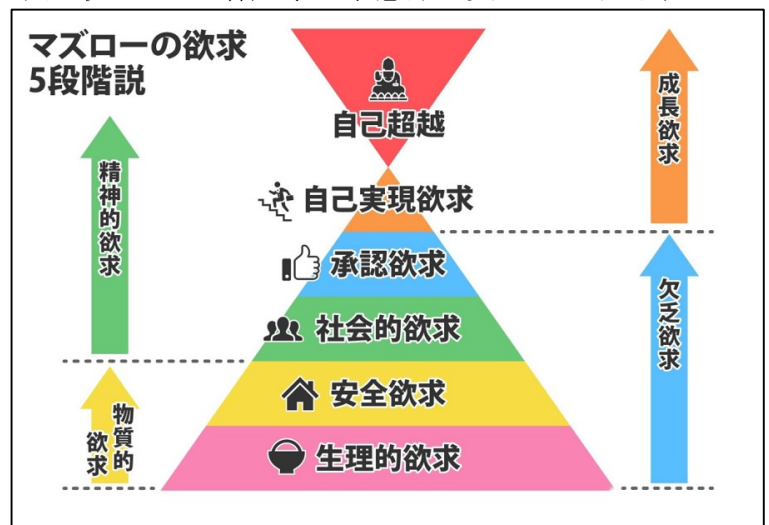 マズローの欲求
5段階説
自己超越
自己実現欲求
承認欲求
社会的欲求
安全欲求
生理的欲求
精神的欲求
物質的
欲求
成長欲求
欠乏欲求